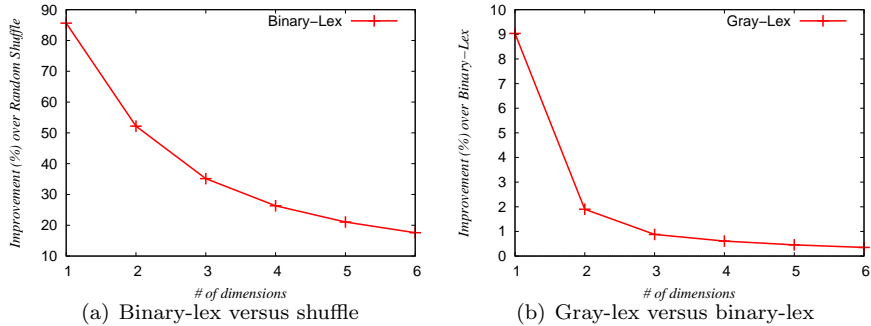 Improvement (%) over Random Shuffle
90
80
70
60
50
40
30
20
10
Binary-Lex
1 2 3 4 5 6
# of dimensions
(a) Binary-lex versus shuffle
Improvement (%) over Binary-Lex
10
9
8
7
6
5
4
3
2
1
0
Gray-Lex
1 2 3 4 5 6
# of dimensions
(b) Gray-lex versus binary-lex